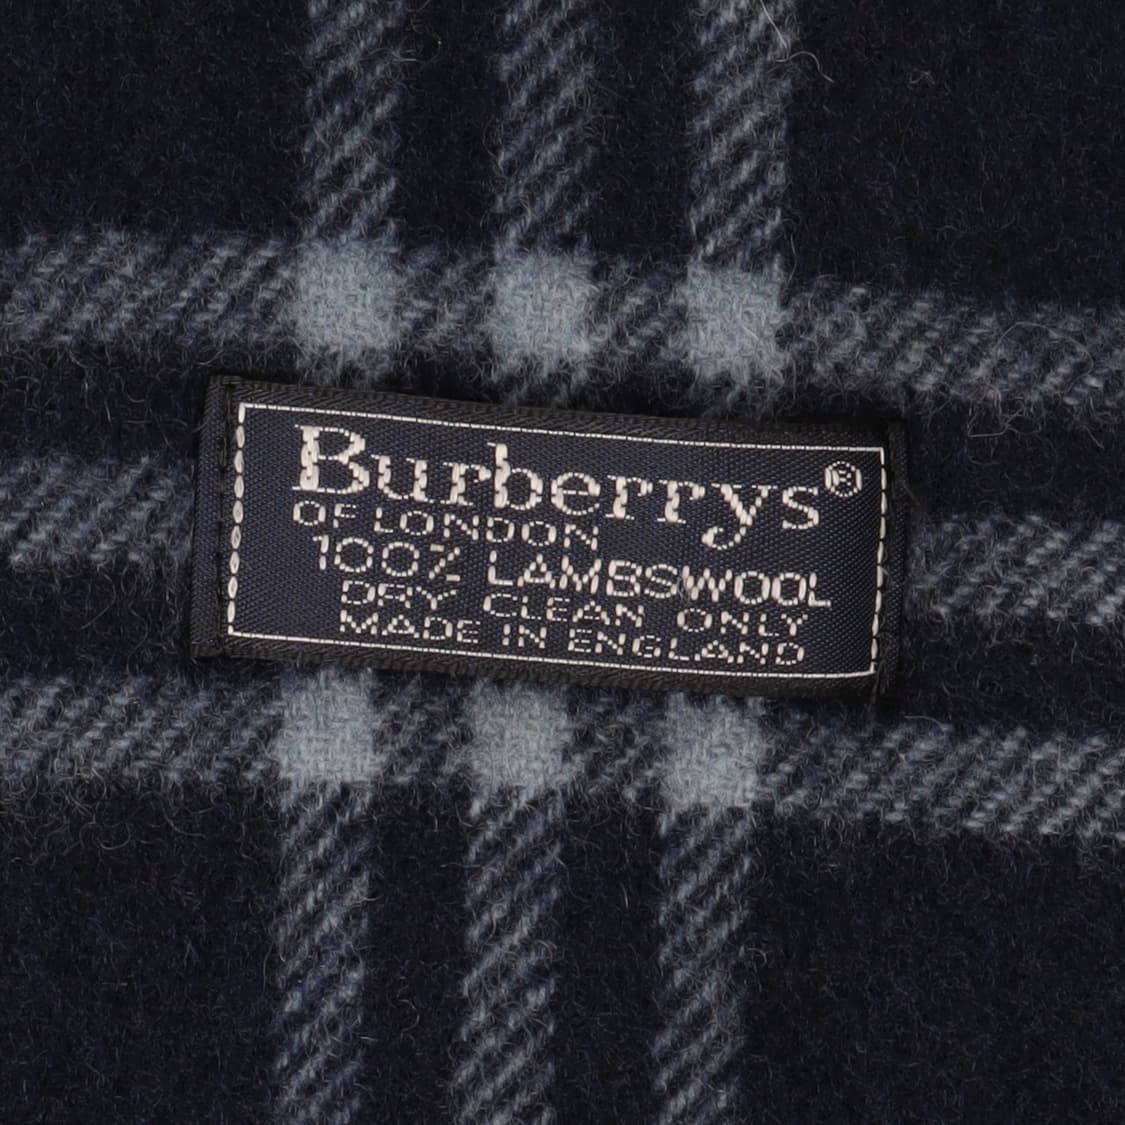 Burberrys®
OF LONDON
100% LAMBSWOOL
DRY CLEAN ONLY
MADE IN ENGLAND